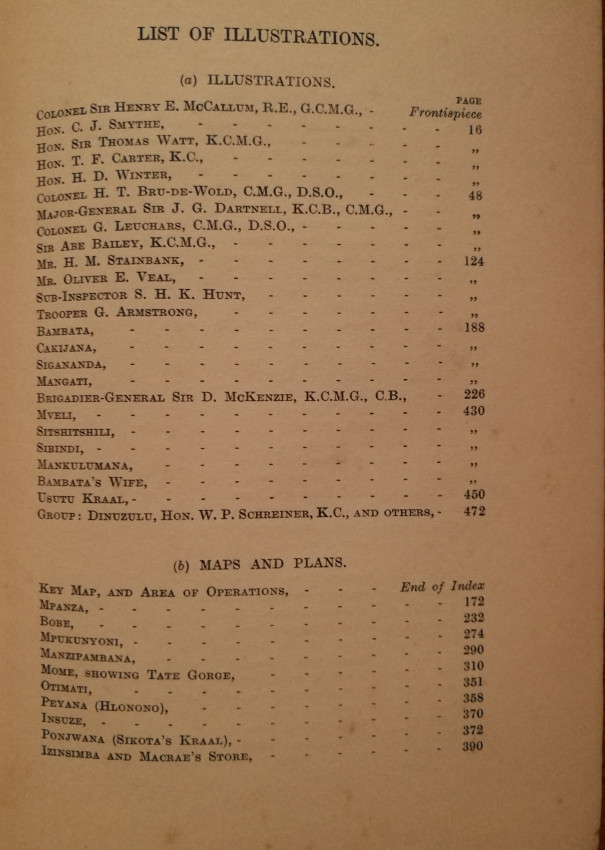 LIST OF ILLUSTRATIONS.
(a) ILLUSTRATIONS.
PAGE
COLONEL SIR HENRY E. MCCALLUM, R.E., G.C.M.G., - Frontispiece
HON. C. J. SMYTHE, - - - - - - - 16
HON. SIR THOMAS WATT, K.C.M.G., - - - - - „
HON. T. F. CARTER, K.C., - - - - - - „
HON. H. D. WINTER, - - - - - - - „
COLONEL H. T. BRU-DE-WOLD, C.M.G., D.S.O., - - - 48
MAJOR-GENERAL SIR J. G. DARTNELL, K.C.B., C.M.G., - - „
COLONEL G. LEUCHARS, C.M.G., D.S.O., - - - - - „
SIR ABE BAILEY, K.C.M.G., - - - - - - - „
MR. H. M. STAINBANK, - - - - - - - - 124
MR. OLIVER E. VEAL, - - - - - - - - „
SUB-INSPECTOR S. H. K. HUNT, - - - - - - „
TROOPER G. ARMSTRONG, - - - - - - - „
BAMBATA, - - - - - - - - - - 188
CAKIJANA, - - - - - - - - - - „
SIGANANDA, - - - - - - - - - - „
MANGATI, - - - - - - - - - - „
BRIGADIER-GENERAL SIR D. MCKENZIE, K.C.M.G., C.B., - 226
MVELI, - - - - - - - - - - - 430
SITSHITSHILI, - - - - - - - - - - „
SIBINDI, - - - - - - - - - - - „
MANKULUMANA, - - - - - - - - - „
BAMBATA'S WIFE, - - - - - - - - - „
USUTU KRAAL, - - - - - - - - - - 450
GROUP: DINUZULU, HON. W. P. SCHREINER, K.C., AND OTHERS, - 472
(b) MAPS AND PLANS.
KEY MAP, AND AREA OF OPERATIONS, - - - End of Index
MPANZA, - - - - - - - - - - - 172
BOBE, - - - - - - - - - - - 232
MPUKUNYONI, - - - - - - - - - - 274
MANZIPAMBANA, - - - - - - - - - 290
MOME, SHOWING TATE GORGE, - - - - - - 310
OTIMATI, - - - - - - - - - - 351
PEYANA (HLONONO), - - - - - - - - 358
INSUZE, - - - - - - - - - - - 370
PONJWANA (SIKOTA'S KRAAL), - - - - - - - 372
IZINSIMBA AND MACRAE'S STORE, - - - - - - 390